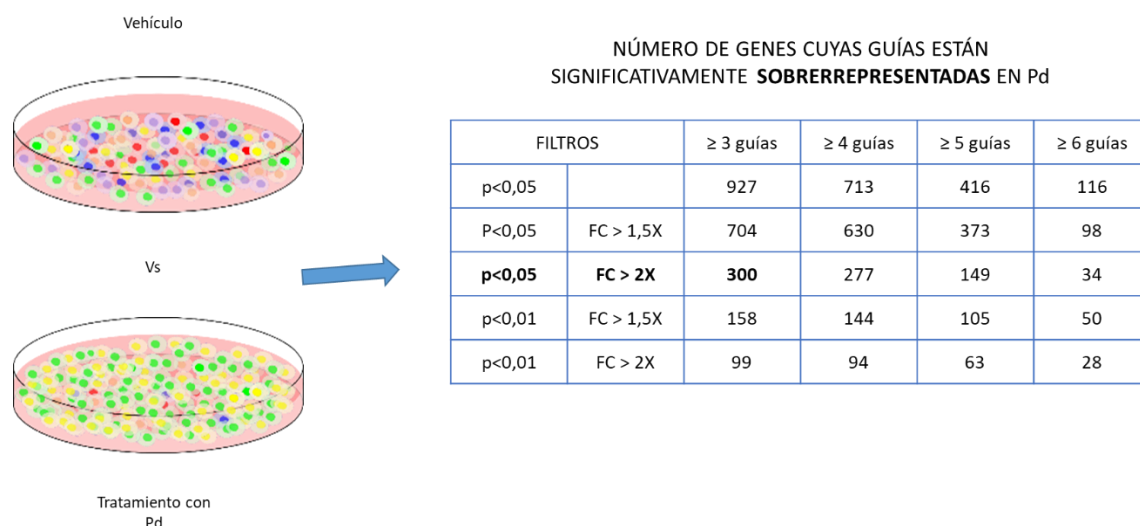 Vehículo
Vs
Tratamiento con
Pd
NÚMERO DE GENES CUYAS GUÍAS ESTÁN
SIGNIFICATIVAMENTE SOBRERREPRESENTADAS EN Pd
FILTROS ≥ 3 guías ≥ 4 guías ≥ 5 guías ≥ 6 guías
p<0,05 927 713 416 116
P<0,05 FC > 1,5X 704 630 373 98
p<0,05 FC > 2X 300 277 149 34
p<0,01 FC > 1,5X 158 144 105 50
p<0,01 FC > 2X 99 94 63 28